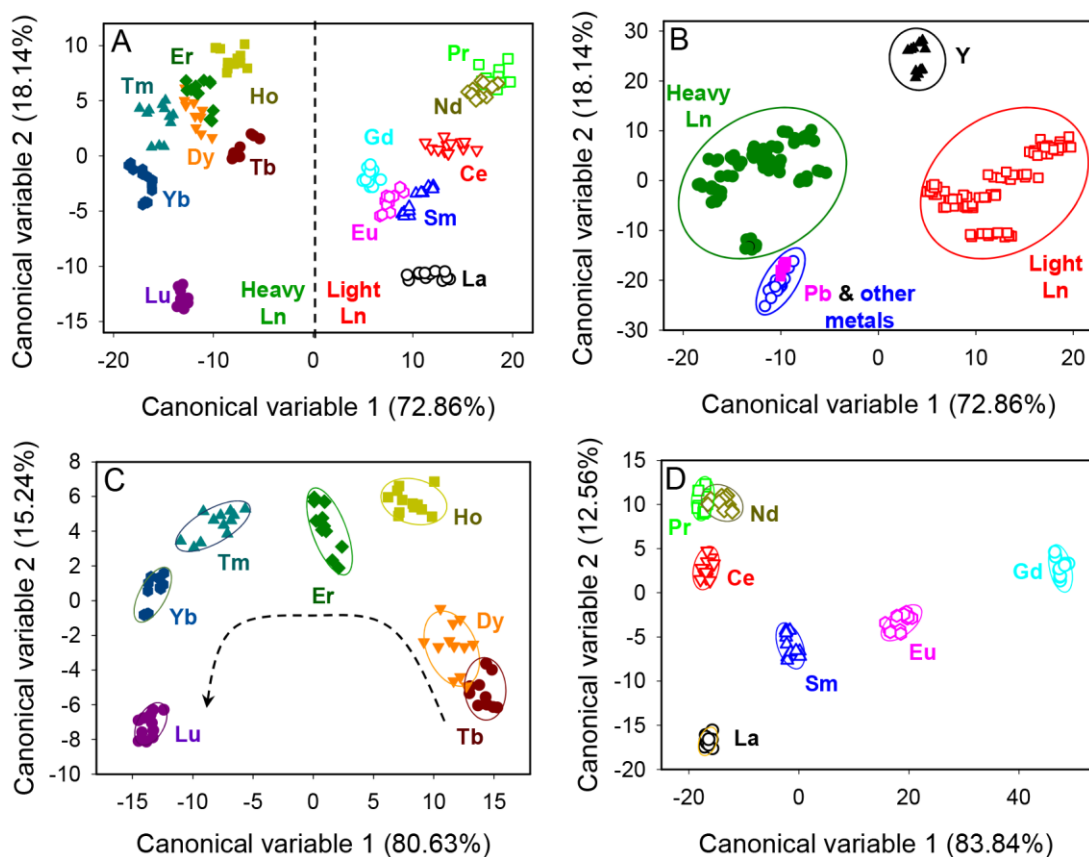 A
Canonical variable 2 (18.14%)
10
5
0
-5
-10
-15
Er
Tm
Ho
Dy
Tb
Yb
Lu
Heavy
Ln
Light
Ln
Pr
Nd
Gd
Ce
Eu
Sm
La
-20
-10
0
10
20
Canonical variable 1 (72.86%)
B
Canonical variable 2 (18.14%)
30
20
10
0
-10
-20
-30
Y
Heavy
Ln
Light
Ln
Pb & other
metals
-20
-10
0
10
20
Canonical variable 1 (72.86%)
C
Canonical variable 2 (15.24%)
8
6
4
2
0
-2
-4
-6
-8
-10
Ho
Tm
Er
Yb
Dy
Lu
Tb
-15
-10
-5
0
5
10
15
Canonical variable 1 (80.63%)
D
Canonical variable 2 (12.56%)
15
10
5
0
-5
-10
-15
-20
Pr
Nd
Ce
Gd
Eu
Sm
La
-20
0
20
40
Canonical variable 1 (83.84%)